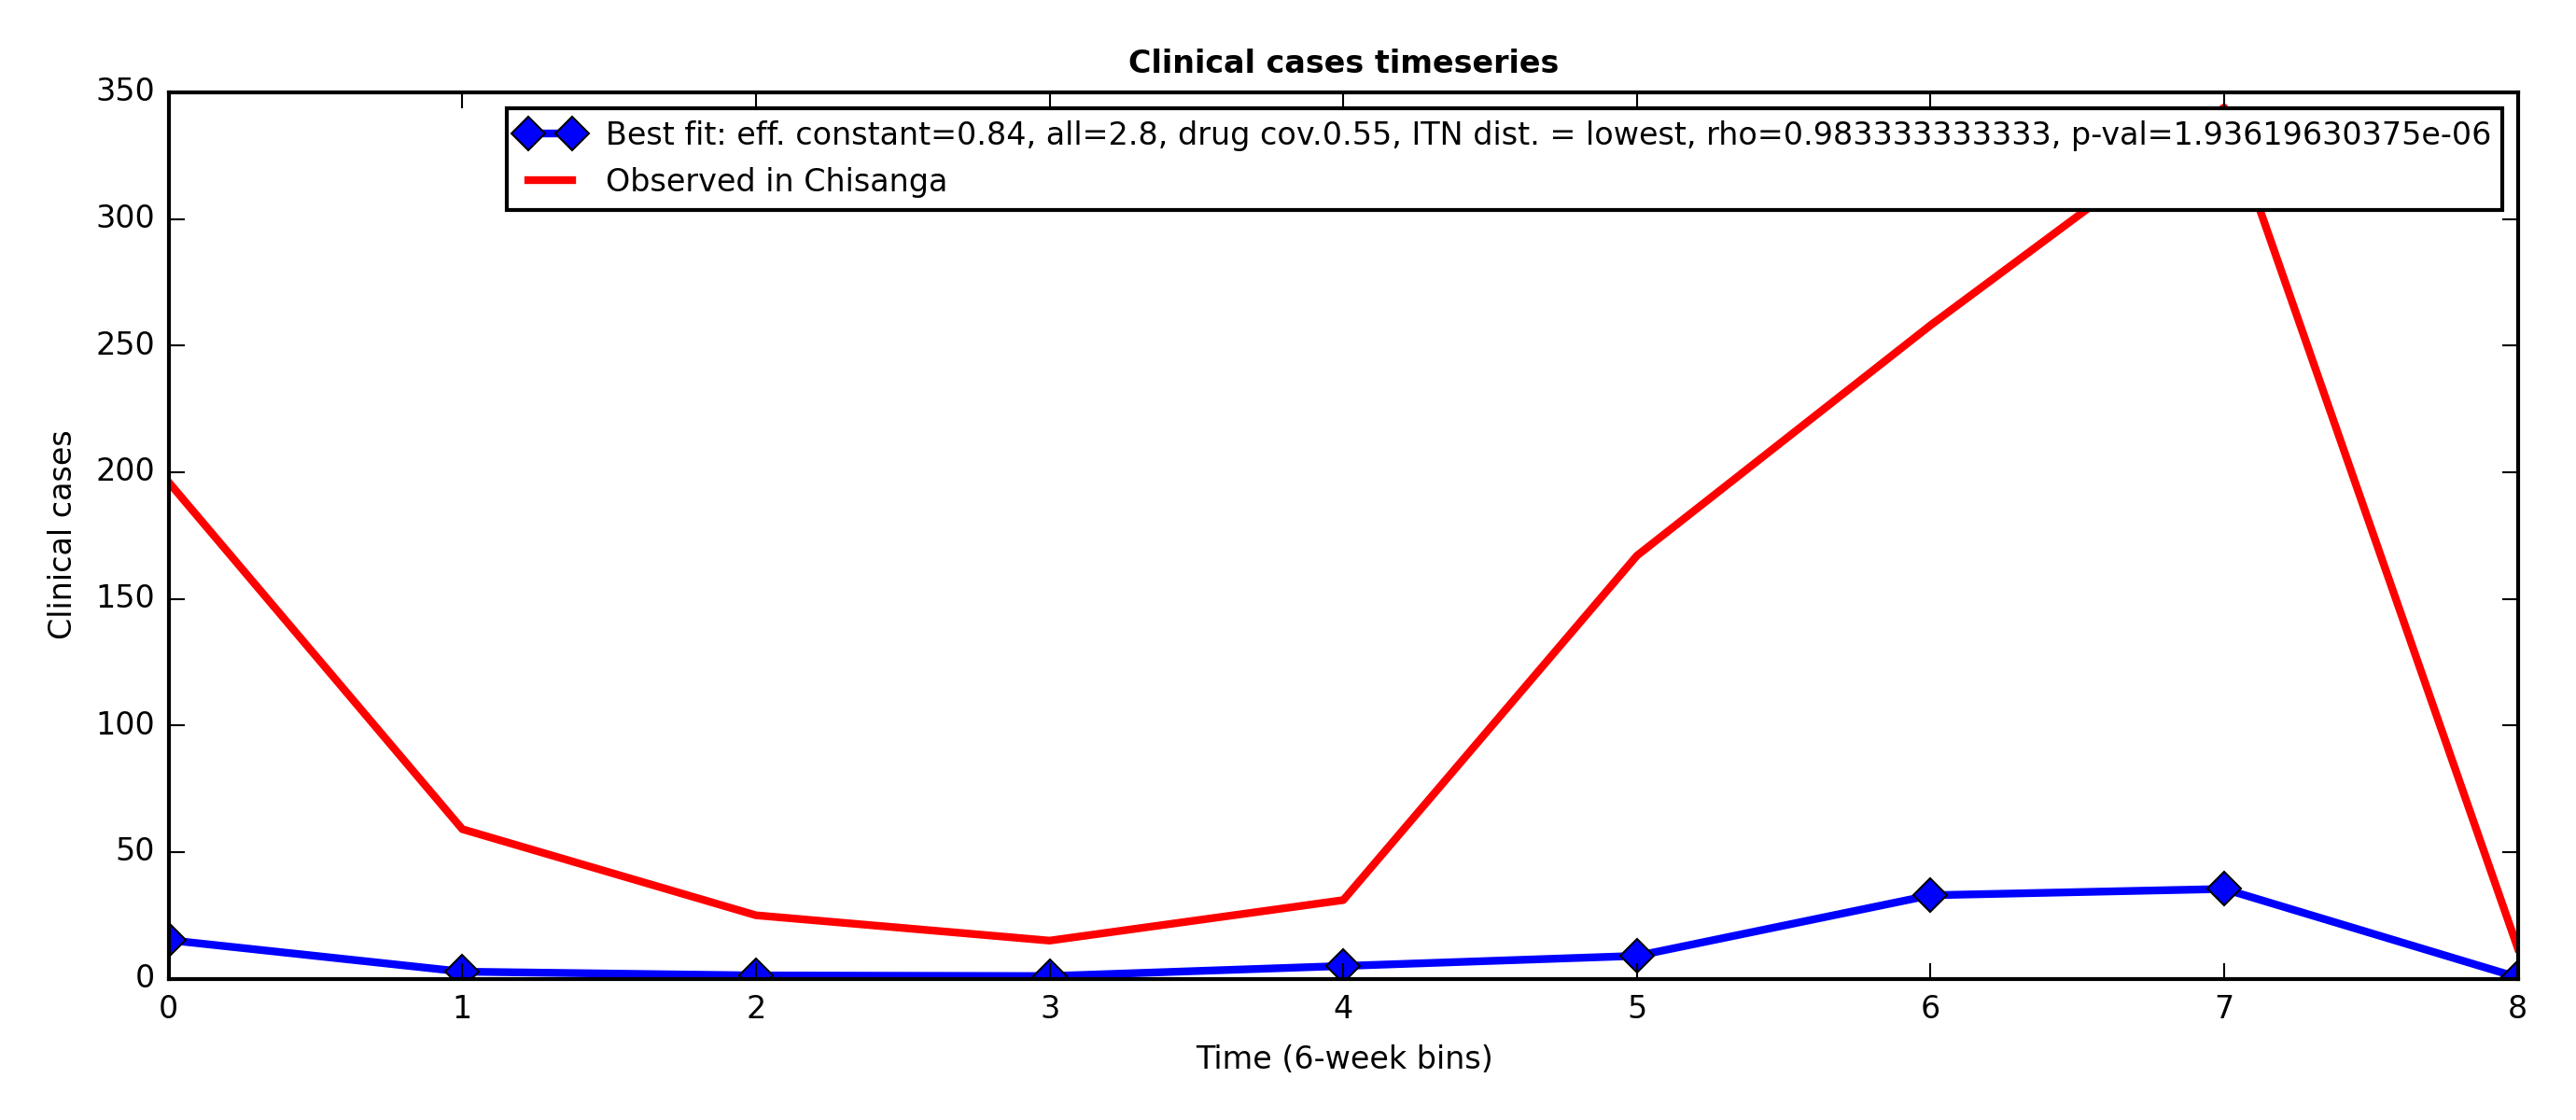 Clinical cases timeseries
Best fit: eff. constant=0.84, all=2.8, drug cov.0.55, ITN dist. = lowest, rho=0.983333333333, p-val=1.93619630375e-06
Observed in Chisanga
350
300
250
200
150
100
50
0
Clinical cases
0 1 2 3 4 5 6 7 8
Time (6-week bins)